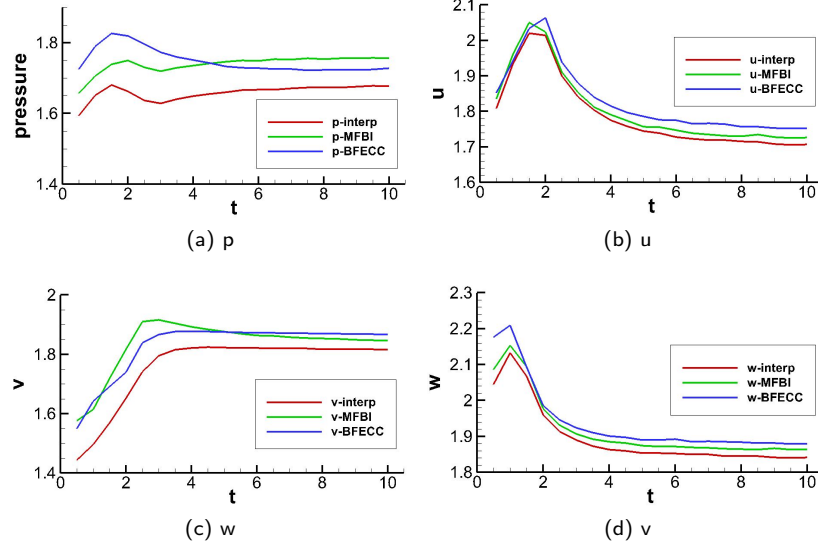 1.8
1.6
1.4
pressure
0 2 4 6 8 10
t
p-interp
p-MFBI
p-BFECC
(a) p
2.1
2
1.9
1.8
1.7
1.6
u
0 2 4 6 8 10
t
u-interp
u-MFBI
u-BFECC
(b) u
2
1.8
1.6
1.4
v
0 2 4 6 8 10
t
v-interp
v-MFBI
v-BFECC
(c) w
2.3
2.2
2.1
2
1.9
1.8
w
0 2 4 6 8 10
t
w-interp
w-MFBI
w-BFECC
(d) v